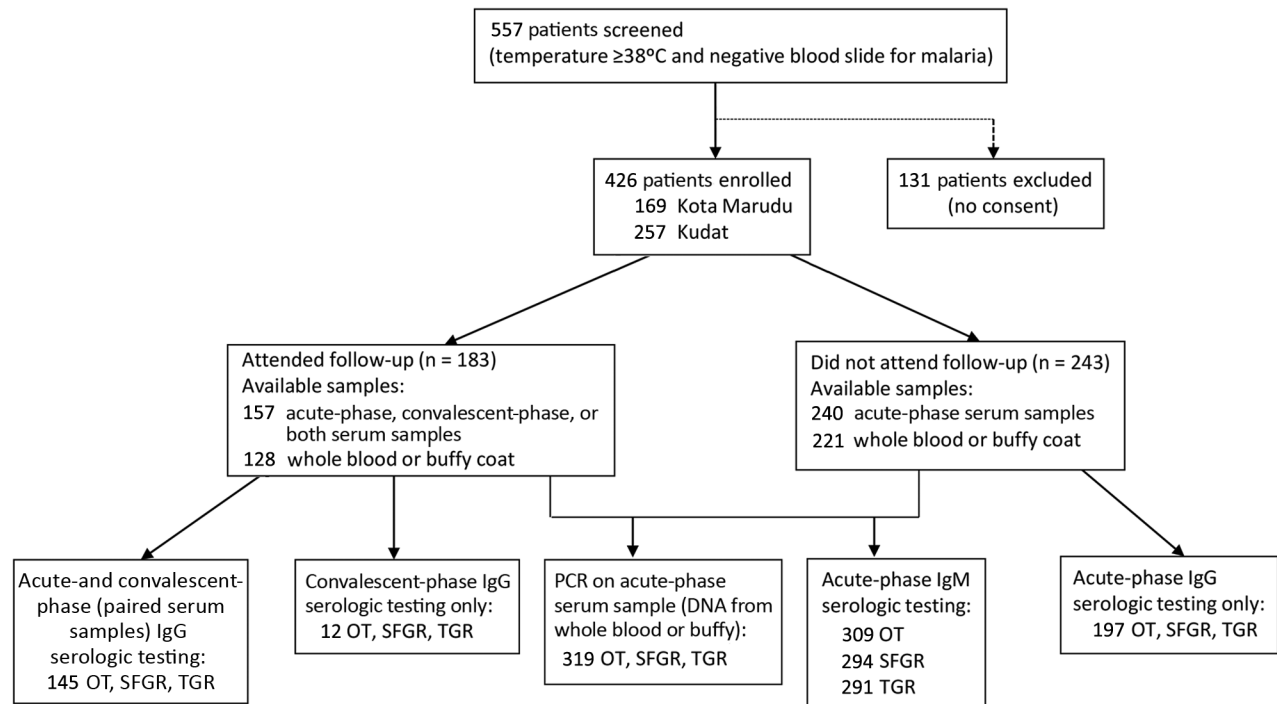 557 patients screened
(temperature ≥38ºC and negative blood slide for malaria)
426 patients enrolled
169 Kota Marudu
257 Kudat
131 patients excluded
(no consent)
Attended follow-up (n = 183)
Available samples:
157 acute-phase, convalescent-phase, or
both serum samples
128 whole blood or buffy coat
Did not attend follow-up (n = 243)
Available samples:
240 acute-phase serum samples
221 whole blood or buffy coat
Acute-and convalescent-
phase (paired serum
samples) IgG
serologic testing:
145 OT, SFGR, TGR
Convalescent-phase IgG
serologic testing only:
12 OT, SFGR, TGR
PCR on acute-phase
serum sample (DNA from
whole blood or buffy):
319 OT, SFGR, TGR
Acute-phase IgM
serologic testing:
309 OT
294 SFGR
291 TGR
Acute-phase IgG
serologic testing only:
197 OT, SFGR, TGR